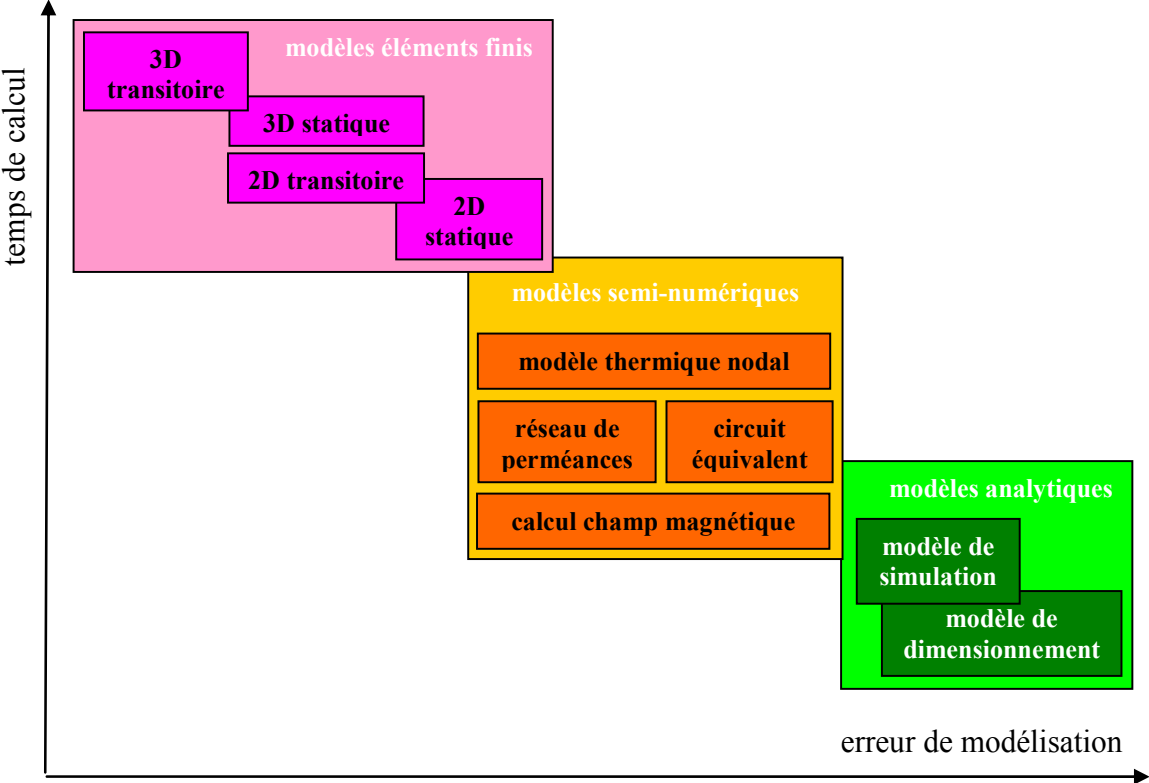 temps de calcul
modèles éléments finis
3D
transitoire
3D statique
2D transitoire
2D
statique
modèles semi-numériques
modèle thermique nodal
réseau de
perméances
circuit
équivalent
calcul champ magnétique
modèles analytiques
modèle de
simulation
modèle de
dimensionnement
erreur de modélisation